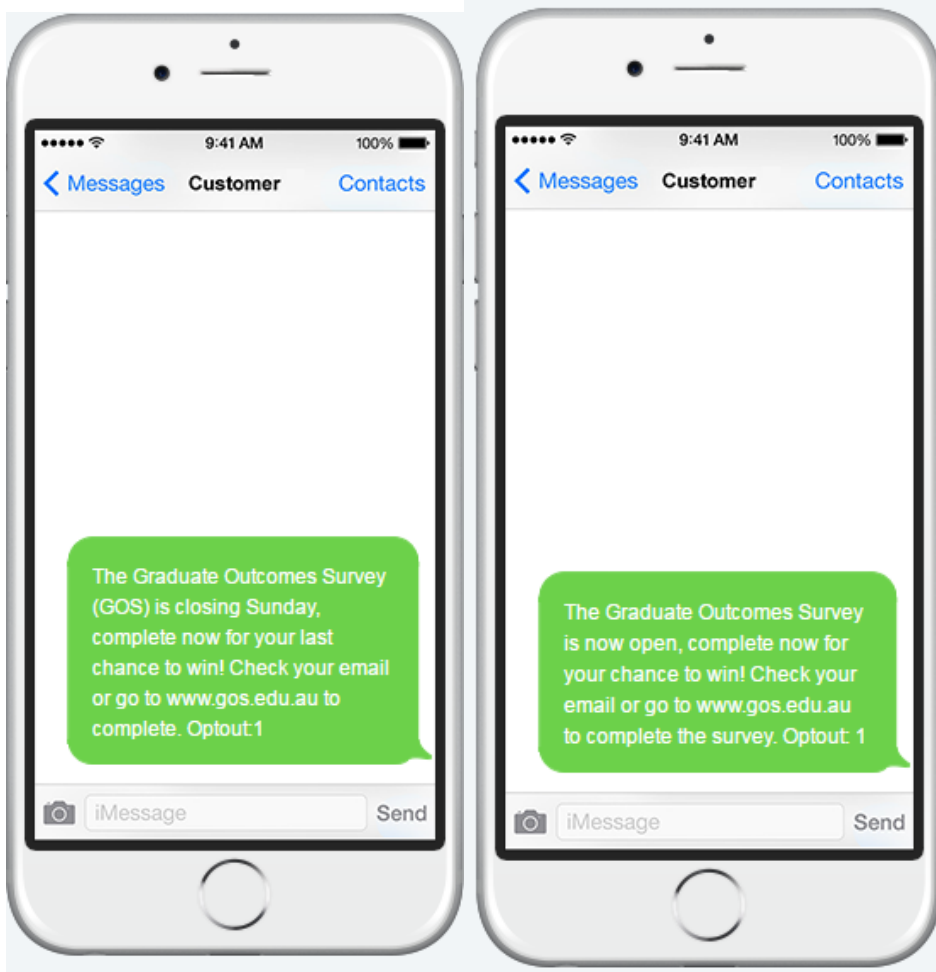 9:41 AM 100%
Messages Customer Contacts
The Graduate Outcomes Survey
(GOS) is closing Sunday,
complete now for your last
chance to win! Check your email
or go to www.gos.edu.au to
complete. Optout:1
iMessage Send
9:41 AM 100%
Messages Customer Contacts
The Graduate Outcomes Survey
is now open, complete now for
your chance to win! Check your
email or go to www.gos.edu.au
to complete the survey. Optout: 1
iMessage Send